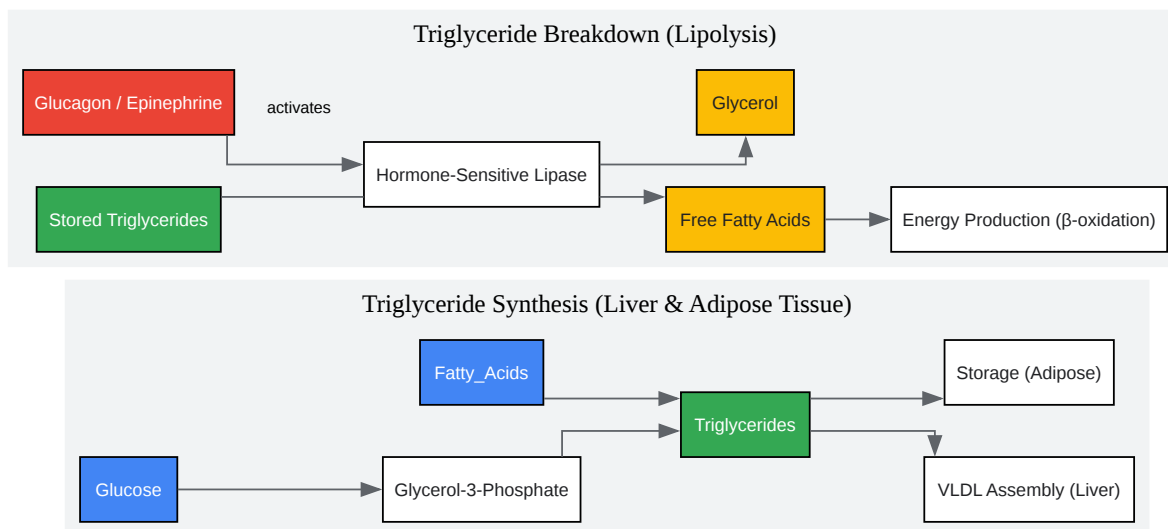 Triglyceride Breakdown (Lipolysis)
Glucagon / Epinephrine
activates
Glycerol
Hormone-Sensitive Lipase
Stored Triglycerides
Free Fatty Acids
Energy Production (β-oxidation)
Triglyceride Synthesis (Liver & Adipose Tissue)
Fatty_Acids
Storage (Adipose)
Triglycerides
Glucose
Glycerol-3-Phosphate
VLDL Assembly (Liver)